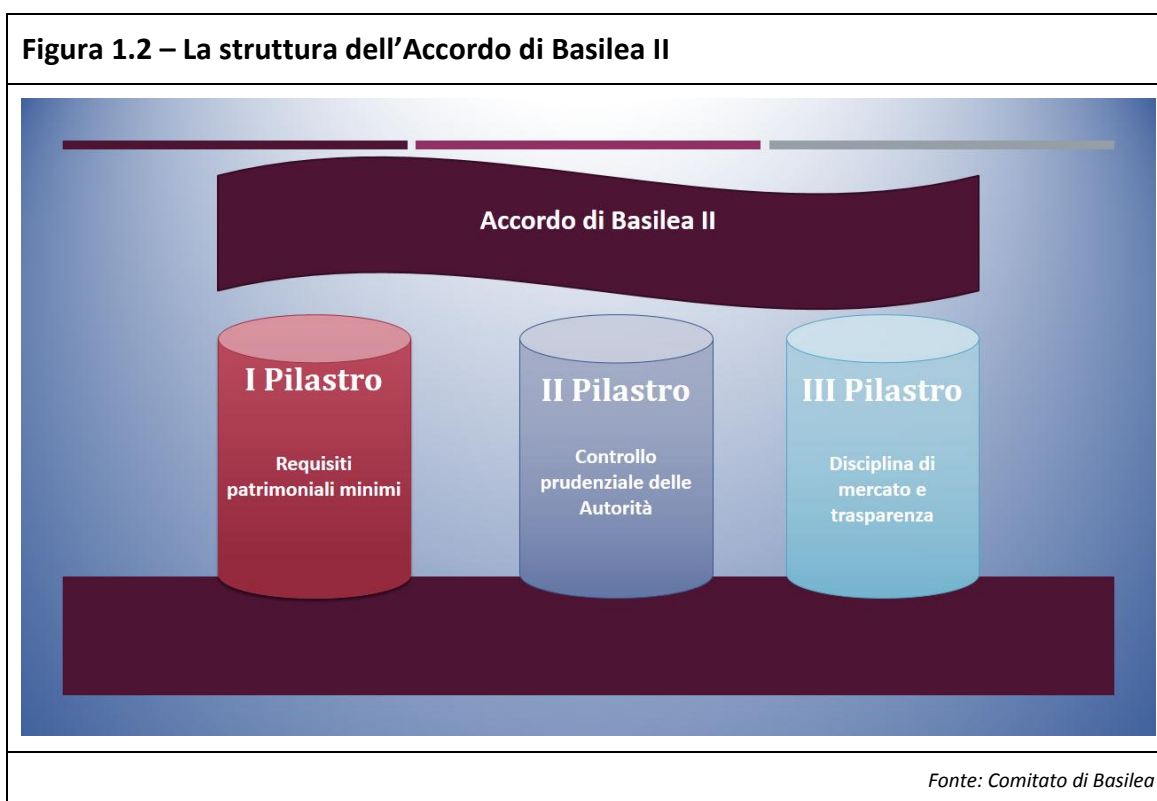 Figura 1.2 – La struttura dell’Accordo di Basilea II
Accordo di Basilea II
I Pilastro
Requisiti
patrimoniali minimi
II Pilastro
Controllo
prudenziale delle
Autorità
III Pilastro
Disciplina di
mercato e
trasparenza
Fonte: Comitato di Basilea